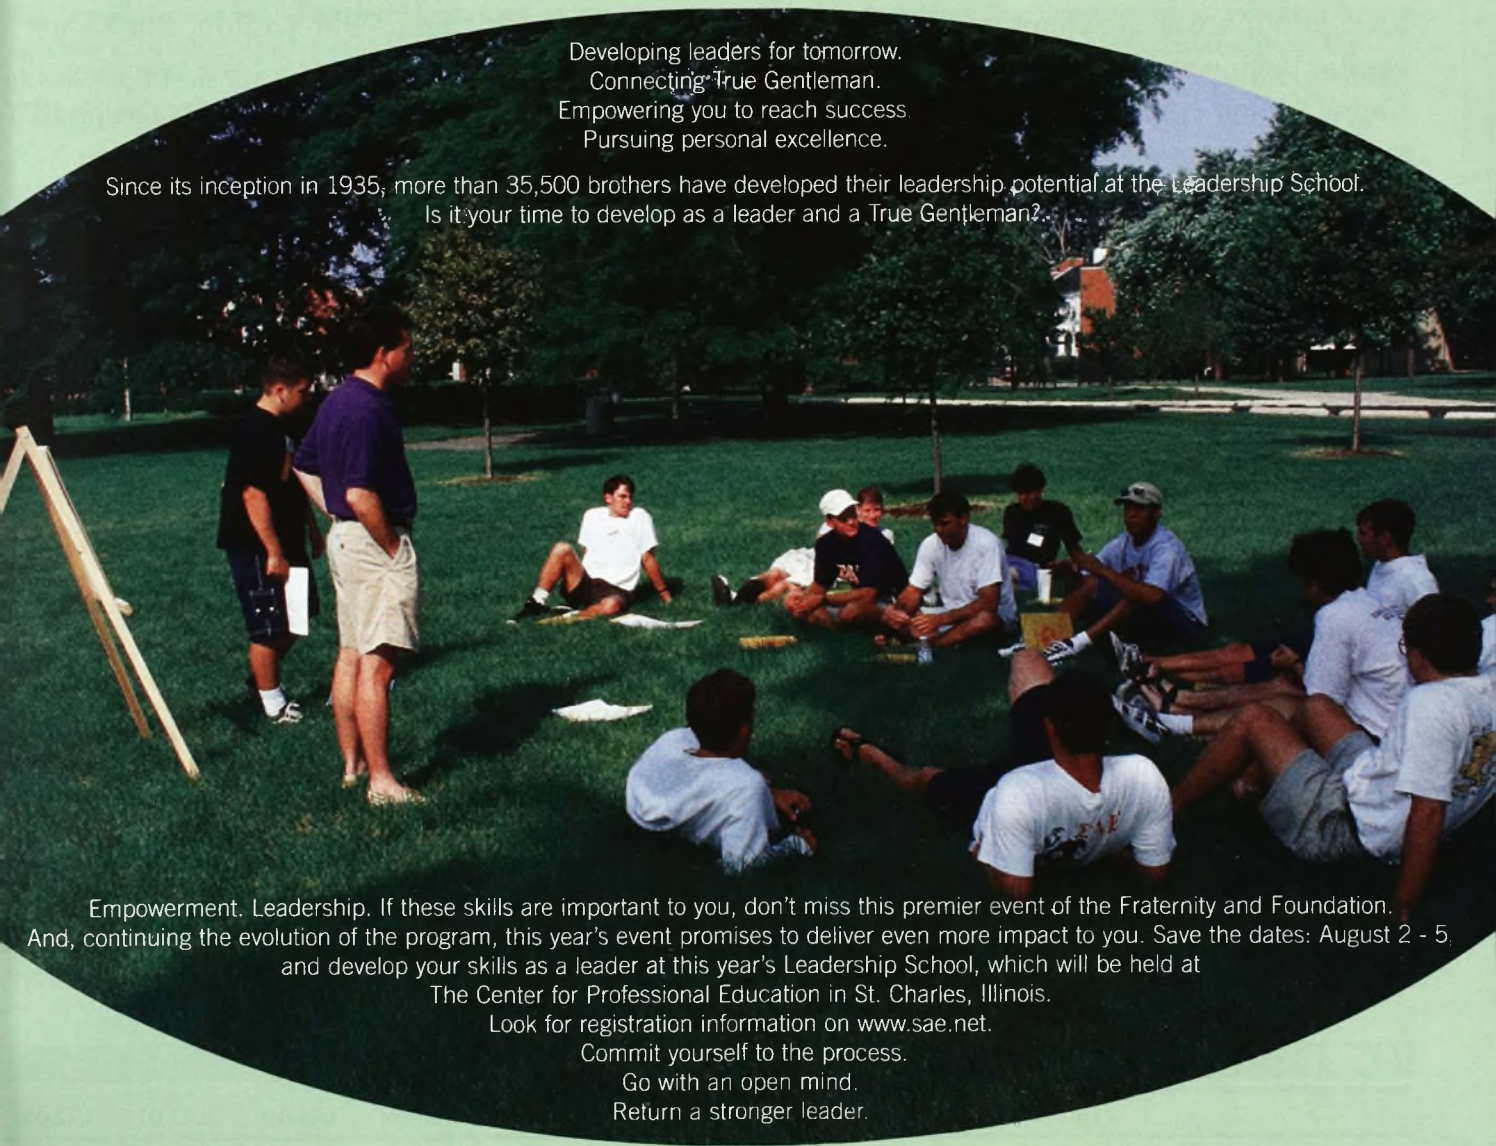 Developing leaders for tomorrow.
Connecting True Gentleman.
Empowering you to reach success.
Pursuing personal excellence.
Since its inception in 1935, more than 35,500 brothers have developed their leadership potential at the Leadership School.
Is it your time to develop as a leader and a True Gentleman?
ΣΑΕ
Empowerment. Leadership. If these skills are important to you, don't miss this premier event of the Fraternity and Foundation.
And, continuing the evolution of the program, this year's event promises to deliver even more impact to you. Save the dates: August 2 - 5,
and develop your skills as a leader at this year's Leadership School, which will be held at
The Center for Professional Education in St. Charles, Illinois.
Look for registration information on www.sae.net.
Commit yourself to the process.
Go with an open mind.
Return a stronger leader.